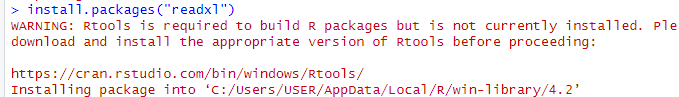 > install.packages("readxl")
WARNING: Rtools is required to build R packages but is not currently installed. Ple
download and install the appropriate version of Rtools before proceeding:
https://cran.rstudio.com/bin/windows/Rtools/
Installing package into ‘C:/Users/USER/AppData/Local/R/win-library/4.2’